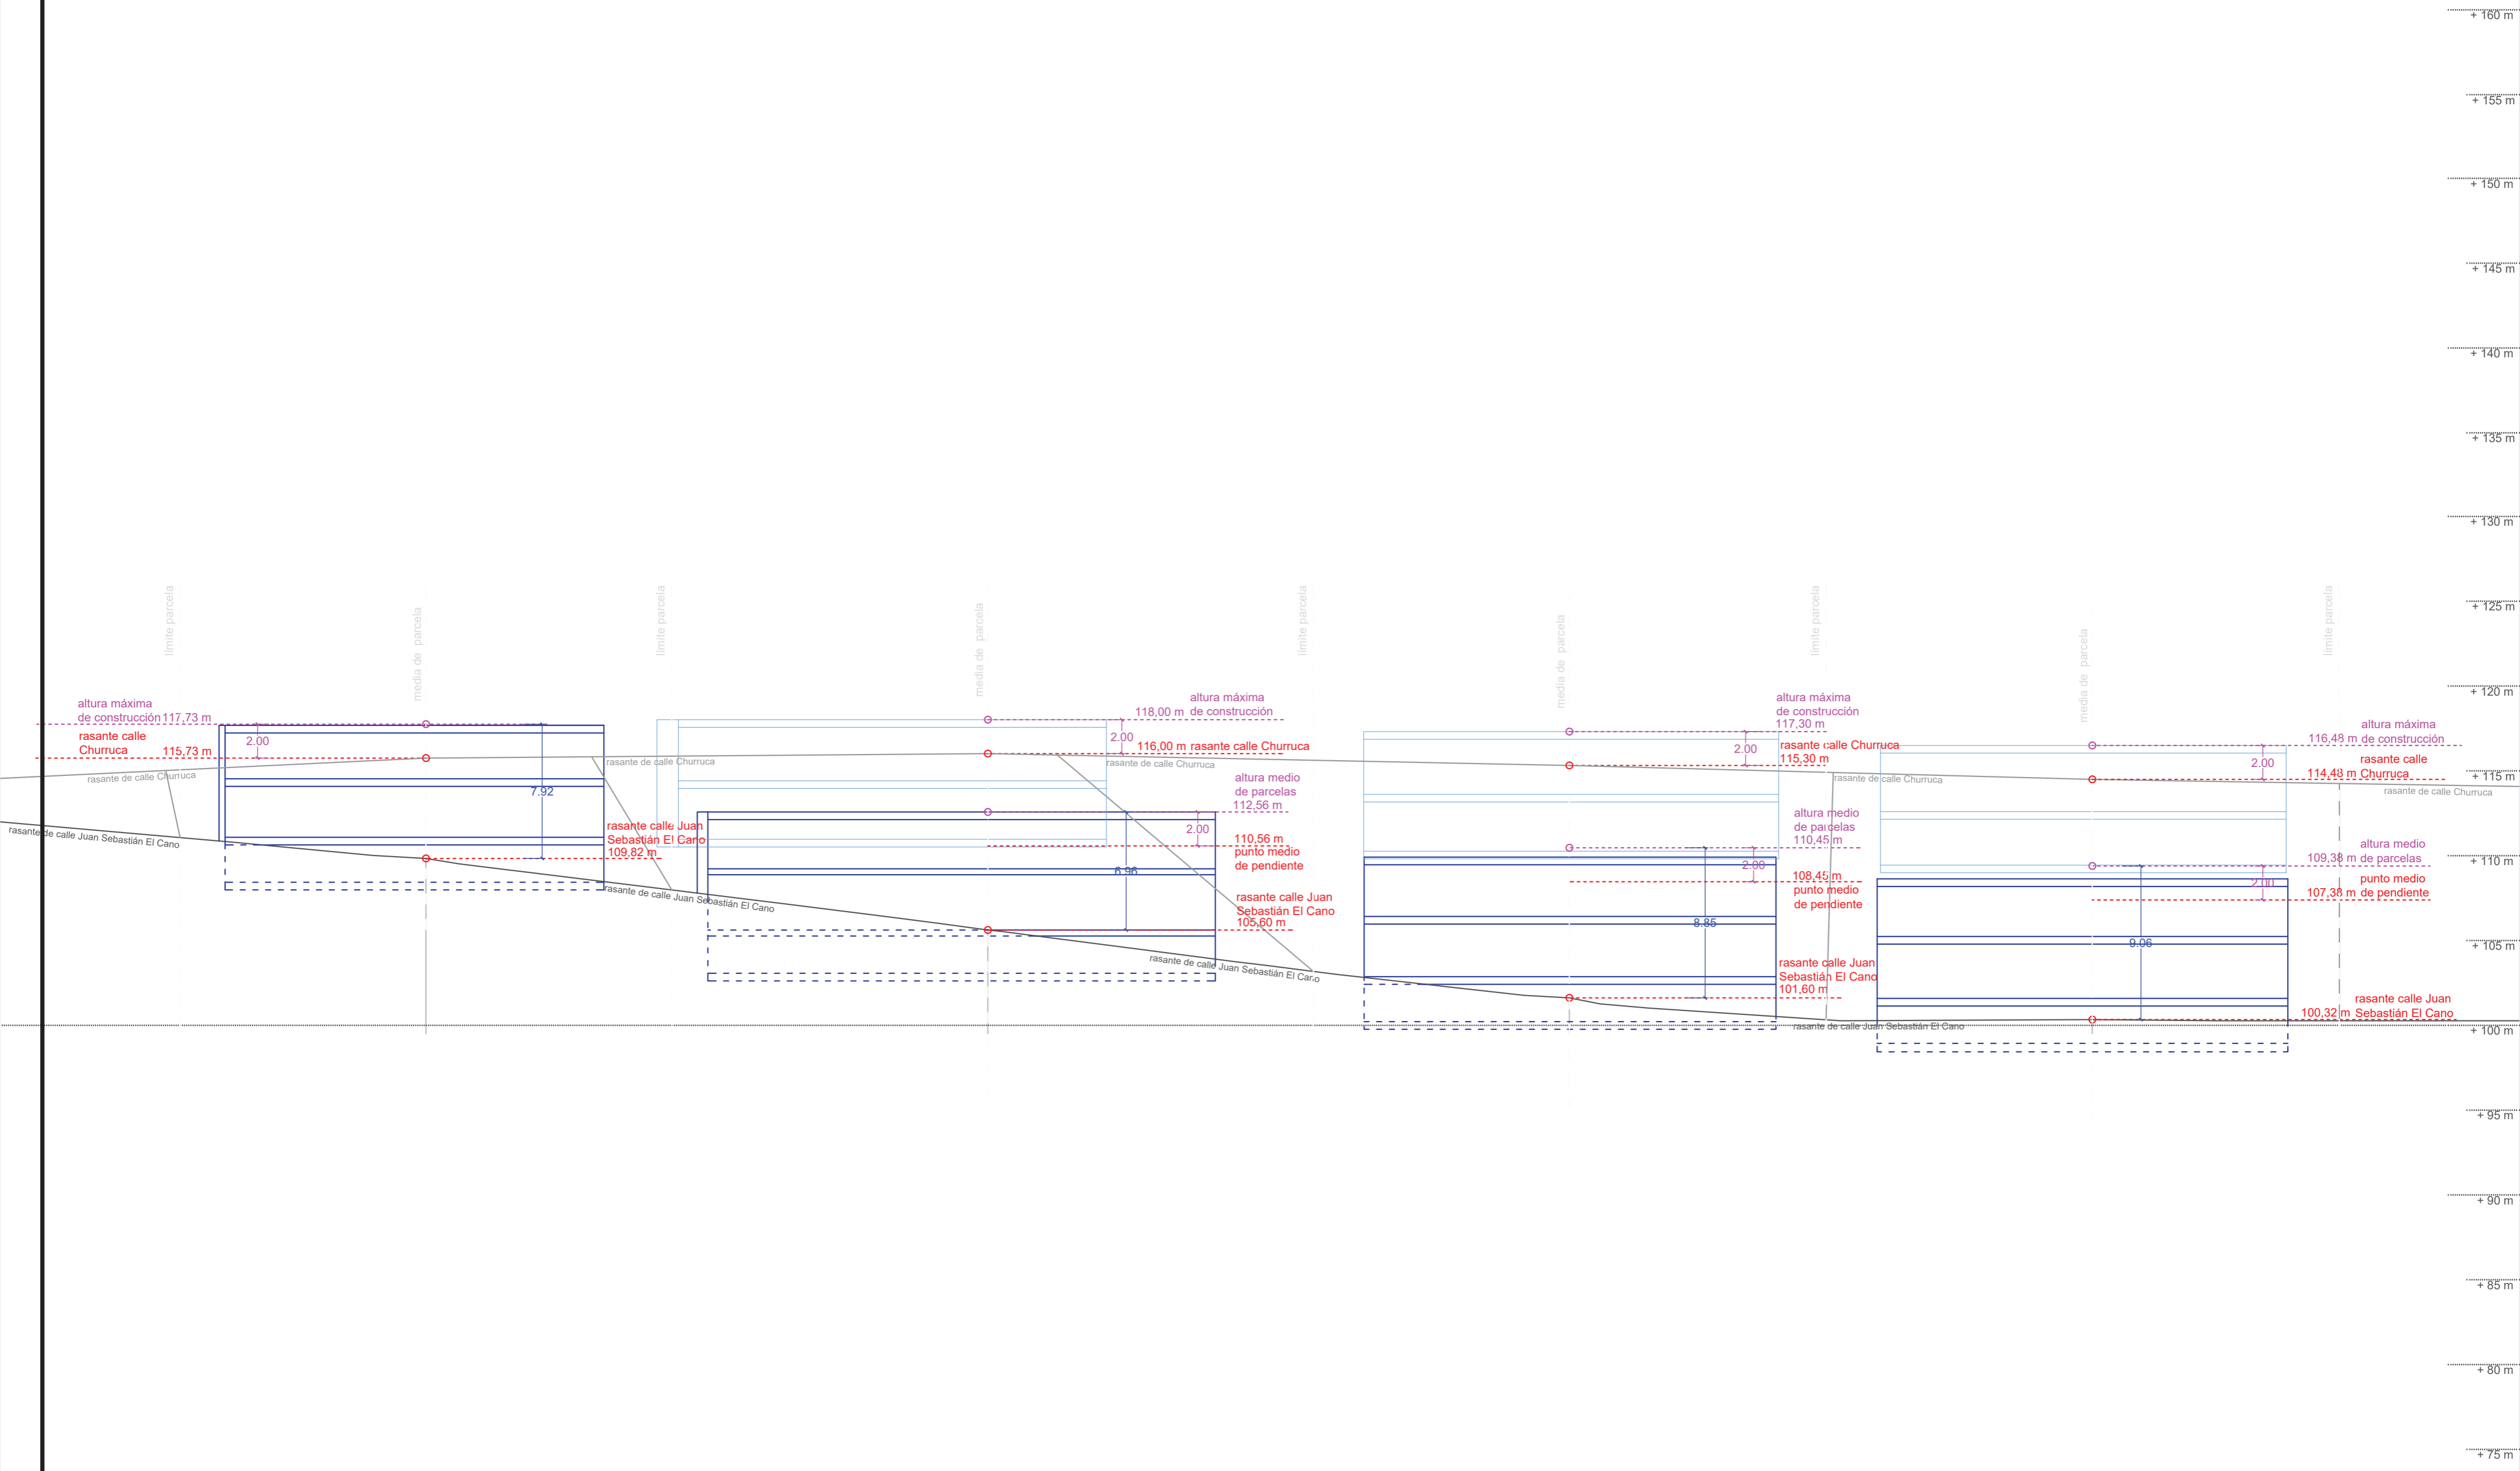 + 160 m
+ 155 m
+ 150 m
+ 145 m
+ 140 m
+ 135 m
+ 130 m
+ 125 m
+ 120 m
+ 115 m
+ 110 m
+ 105 m
+ 100 m
+ 95 m
+ 90 m
+ 85 m
+ 80 m
+ 75 m
límite parcela
media de parcela
límite parcela
media de parcela
límite parcela
media de parcela
límite parcela
media de parcela
límite parcela
altura máxima
de construcción 117,73 m
rasante calle
Churruca 115,73 m
2.00
rasante de calle Churruca
rasante de calle Juan Sebastián El Cano
7.92
rasante calle Juan
Sebastián El Cano
109,82 m
rasante de calle Churruca
rasante de calle Juan Sebastián El Cano
altura máxima
118,00 m de construcción
2.00
116,00 m rasante calle Churruca
rasante de calle Churruca
altura medio
de parcelas
112,56 m
2.00
110,56 m
punto medio
de pendiente
6.96
rasante calle Juan
Sebastián El Cano
105,60 m
rasante de calle Juan Sebastián El Cano
altura máxima
de construcción
117,30 m
2.00
rasante calle Churruca
115,30 m
rasante de calle Churruca
altura medio
de parcelas
110,45 m
2.00
108,45 m
punto medio
de pendiente
8.85
rasante calle Juan
Sebastián El Cano
101,60 m
rasante de calle Juan Sebastián El Cano
altura máxima
116,48 m de construcción
2.00
rasante calle
114,48 m Churruca
rasante de calle Churruca
altura medio
109,38 m de parcelas
2.00
punto medio
107,38 m de pendiente
9.06
rasante calle Juan
100,32 m Sebastián El Cano